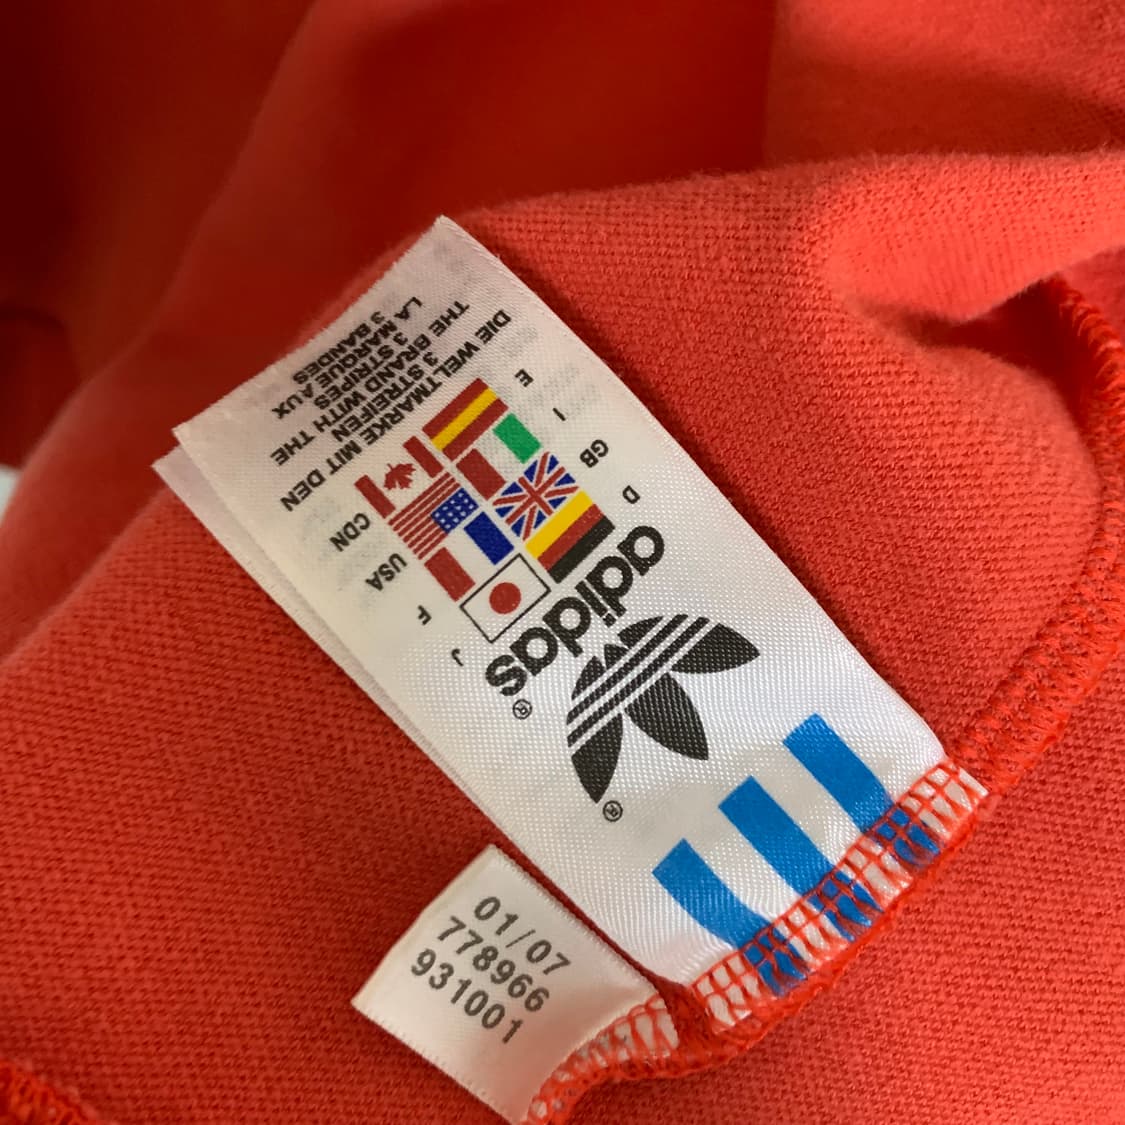 adidas®
®
D
GB
I
E
J
F
USA
CDN
DIE WELTMARKE MIT DEN
3 STREIFEN
THE BRAND WITH THE
3 STRIPES
LA MARQUE AUX
3 BANDES
01/07
778966
931001